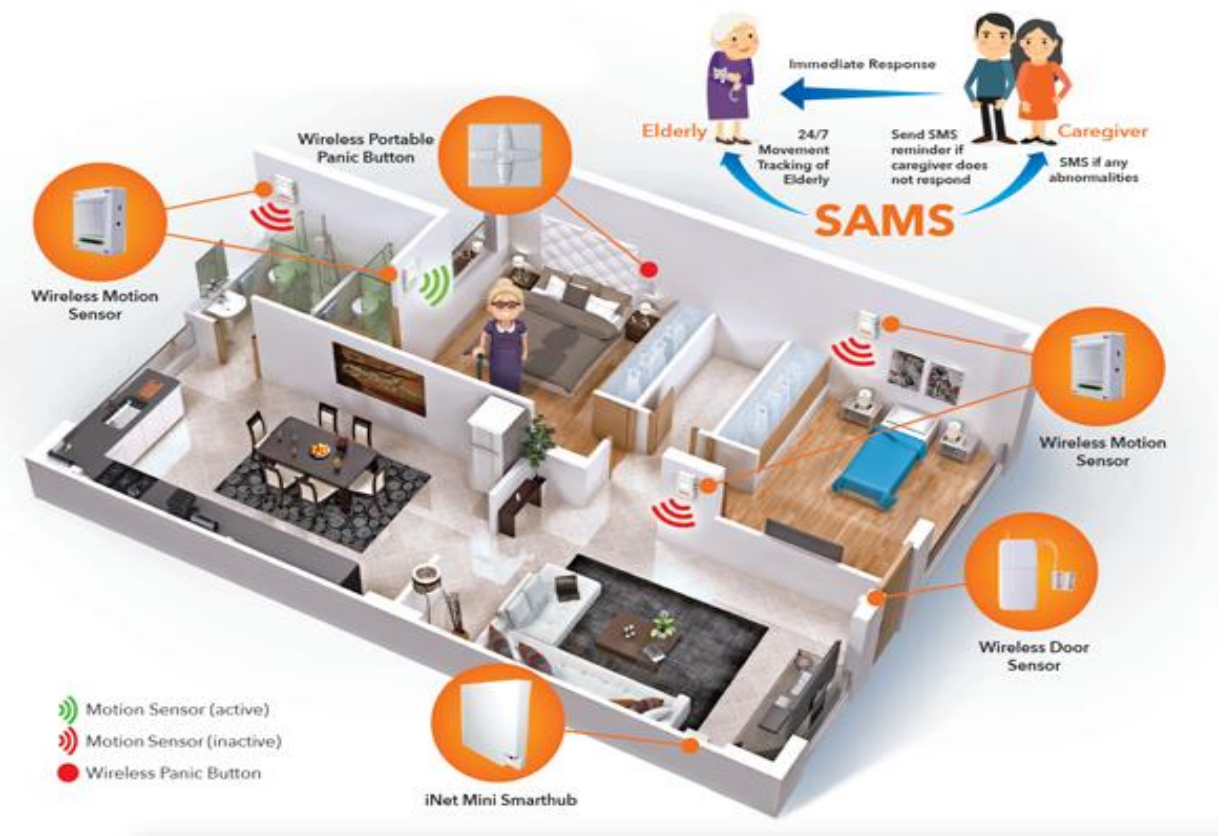 Immediate Response
Elderly
Caregiver
24/7
Movement
Tracking of
Elderly
Send SMS
reminder if
caregiver does
not respond
SMS if any
abnormalities
SAMS
Wireless Portable
Panic Button
Wireless Motion
Sensor
Wireless Motion
Sensor
Wireless Door
Sensor
iNet Mini Smarthub
Motion Sensor (active)
Motion Sensor (inactive)
Wireless Panic Button